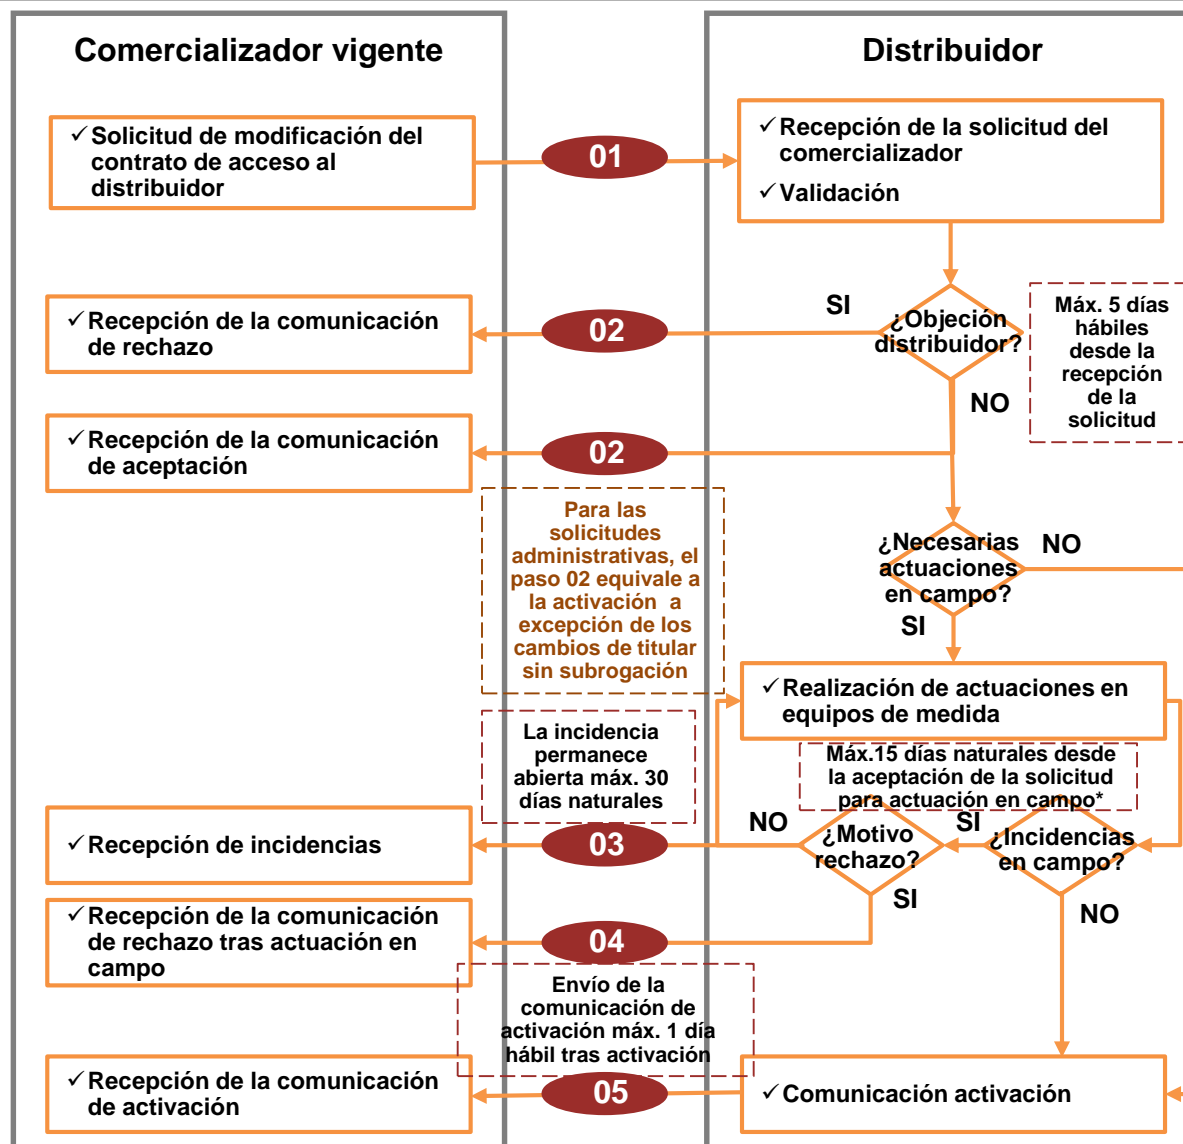 Comercializador vigente
Distribuidor
✓ Solicitud de modificación del
contrato de acceso al
distribuidor
01
✓ Recepción de la solicitud del
comercializador
✓ Validación
SI
¿Objeción
distribuidor?
Máx. 5 días
hábiles
desde la
recepción
de la
solicitud
✓ Recepción de la comunicación
de rechazo
02
NO
✓ Recepción de la comunicación
de aceptación
02
Para las
solicitudes
administrativas, el
paso 02 equivale a
la activación a
excepción de los
cambios de titular
sin subrogación
¿Necesarias
actuaciones
en campo?
NO
SI
✓ Realización de actuaciones en
equipos de medida
La incidencia
permanece
abierta máx. 30
días naturales
Máx.15 días naturales desde
la aceptación de la solicitud
para actuación en campo*
✓ Recepción de incidencias
03
NO
¿Motivo
rechazo?
SI
¿Incidencias
en campo?
SI
NO
✓ Recepción de la comunicación
de rechazo tras actuación en
campo
04
Envío de la
comunicación de
activación máx. 1 día
hábil tras activación
✓ Recepción de la comunicación
de activación
05
✓ Comunicación activación